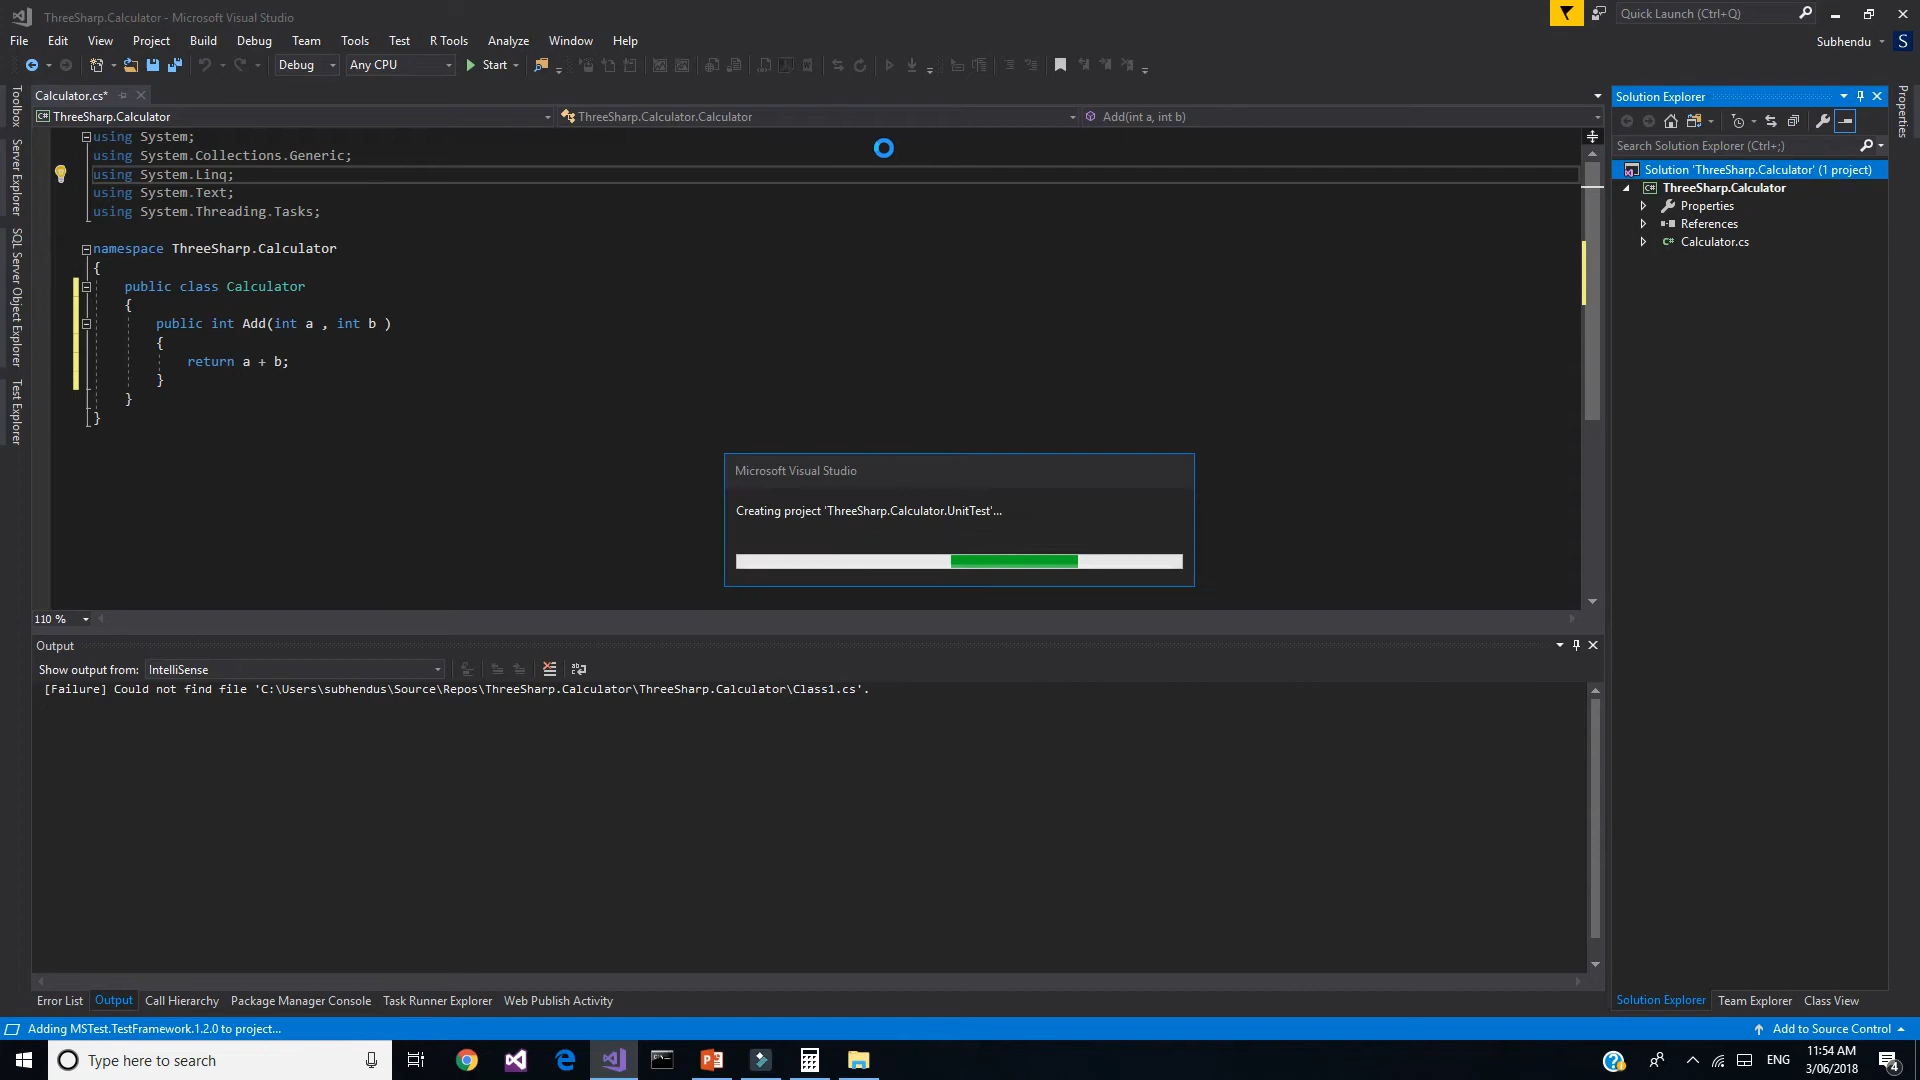 ThreeSharp.Calculator - Microsoft Visual Studio
Quick Launch (Ctrl+Q)
File Edit View Project Build Debug Team Tools Test R Tools Analyze Window Help
Subhendu S
Debug Any CPU Start
Toolbox
Server Explorer
SQL Server Object Explorer
Test Explorer
Calculator.cs*
ThreeSharp.Calculator ThreeSharp.Calculator.Calculator Add(int a, int b)
using System;
using System.Collections.Generic;
using System.Linq;
using System.Text;
using System.Threading.Tasks;
namespace ThreeSharp.Calculator
{
public class Calculator
{
public int Add(int a , int b )
{
return a + b;
}
}
}
Microsoft Visual Studio
Creating project 'ThreeSharp.Calculator.UnitTest'...
110 %
Output
Show output from: IntelliSense
[Failure] Could not find file 'C:\Users\subhendus\Source\Repos\ThreeSharp.Calculator\ThreeSharp.Calculator\Class1.cs'.
Error List Output Call Hierarchy Package Manager Console Task Runner Explorer Web Publish Activity
Solution Explorer
Search Solution Explorer (Ctrl+;)
Solution 'ThreeSharp.Calculator' (1 project)
C# ThreeSharp.Calculator
Properties
References
C# Calculator.cs
Solution Explorer Team Explorer Class View
Properties
Adding MSTest.TestFramework.1.2.0 to project...
Add to Source Control
Type here to search
ENG
11:54 AM
3/06/2018
4